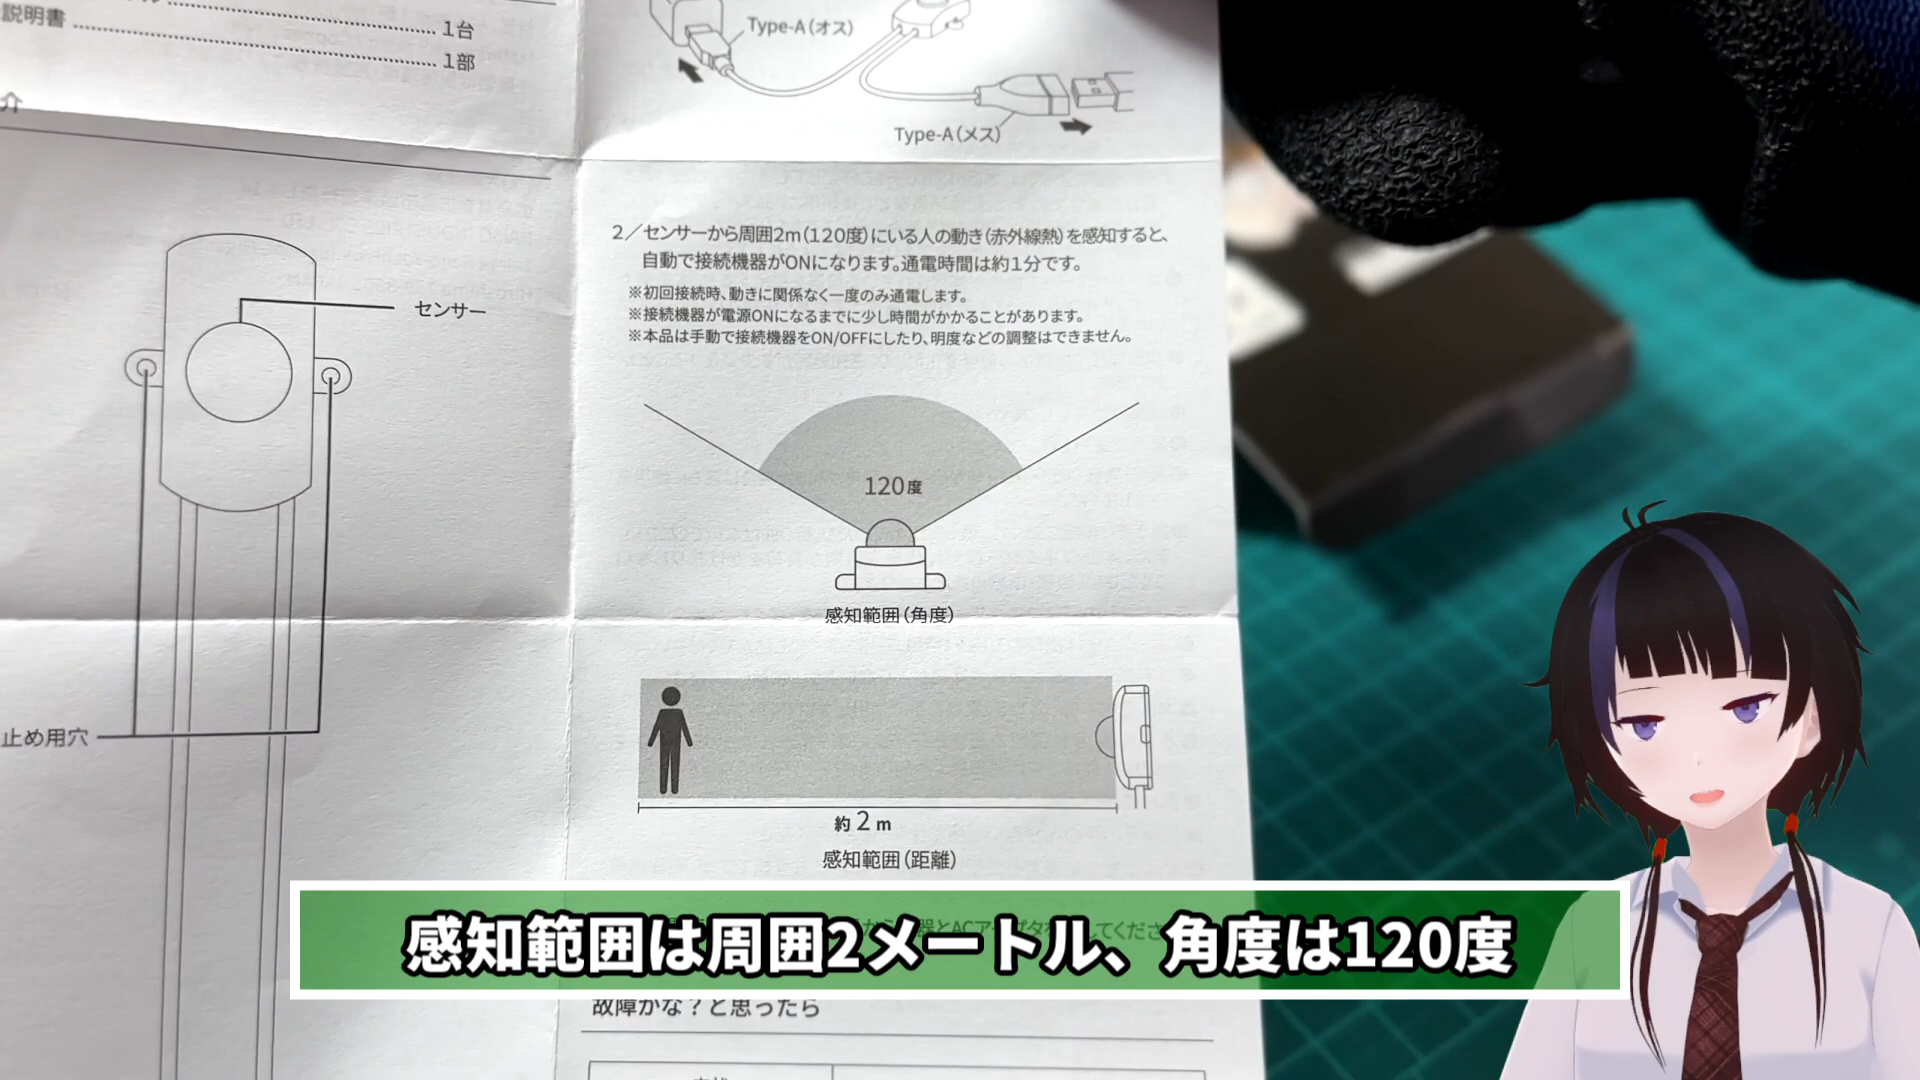 説明書
1台
1部
介
Type-A（オス）
Type-A（メス）
センサー
止め用穴
2／センサーから周囲2m（120度）にいる人の動き（赤外線熱）を感知すると、
自動で接続機器がONになります。通電時間は約1分です。
※初回接続時、動きに関係なく一度のみ通電します。
※接続機器が電源ONになるまでに少し時間がかかることがあります。
※本品は手動で接続機器をON/OFFにしたり、明度などの調整はできません。
120度
感知範囲（角度）
約2m
感知範囲（距離）
感知範囲は周囲2メートル、角度は120度
故障かな？と思ったら